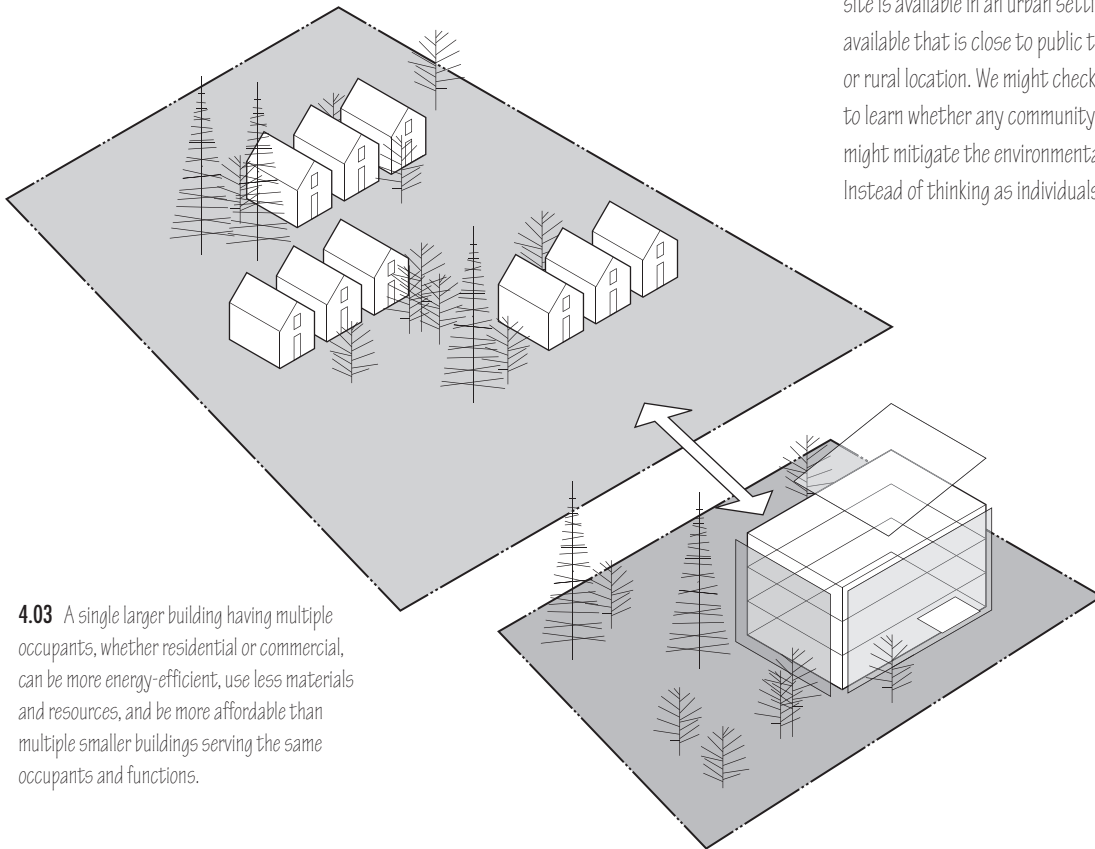 site is available in an urban
available that is close to public
or rural location. We might check
to learn whether any community
might mitigate the
Instead of thinking as individuals
4.03 A single larger building having multiple
occupants, whether residential or commercial,
can be more energy-efficient, use less materials
and resources, and be more affordable than
multiple smaller buildings serving the same
occupants and functions.